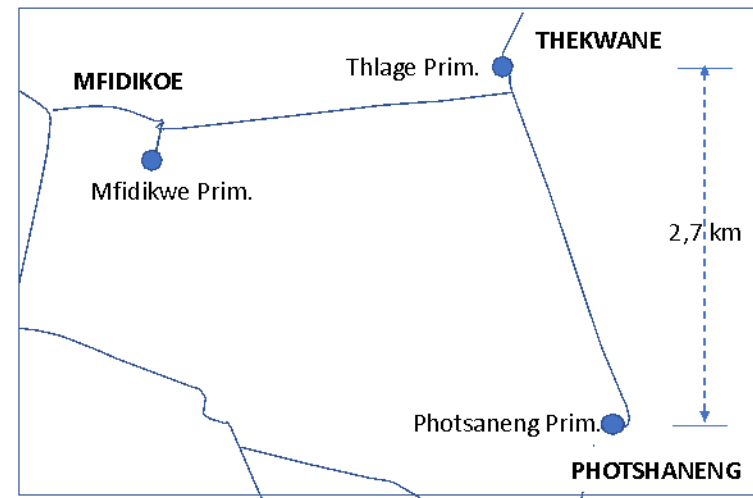 THEKWANE
Thlage Prim.
MFIDIKOE
Mfidikwe Prim.
2,7 km
Photsaneng Prim.
PHOTSHANENG